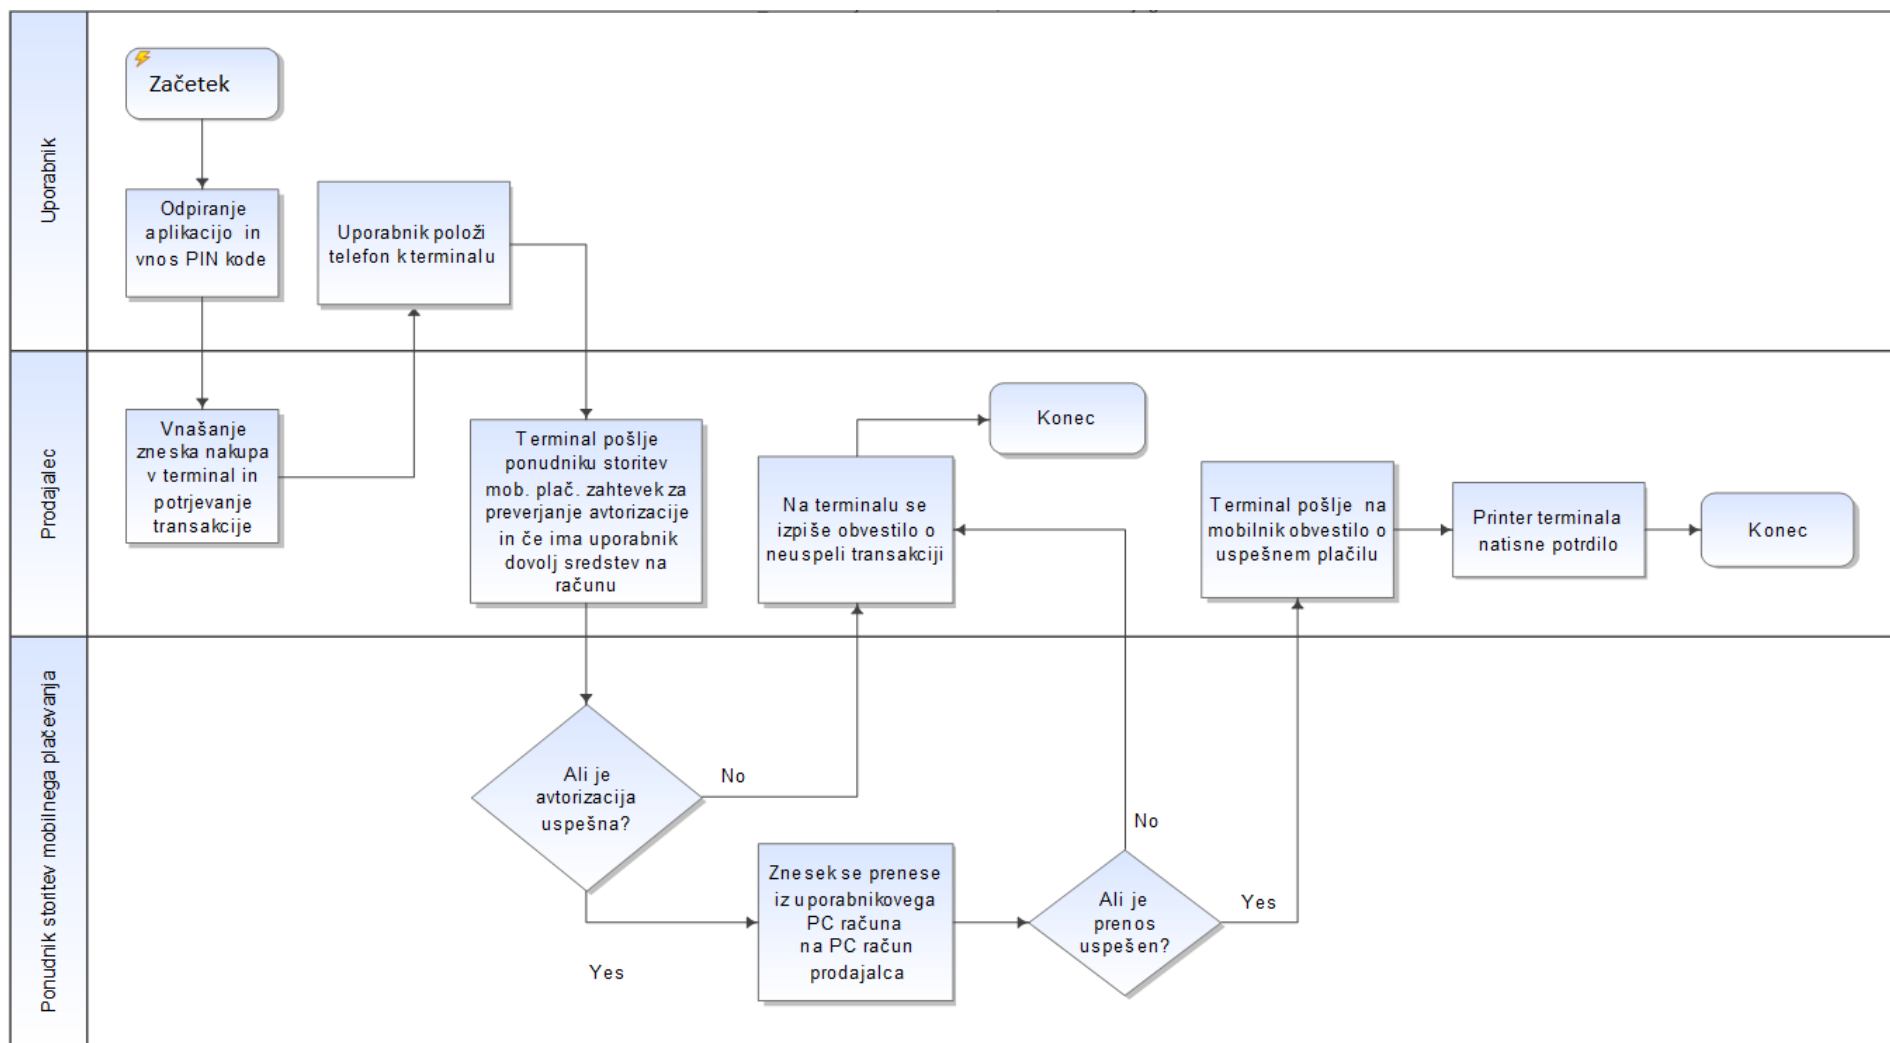 Uporabnik
Začetek
Odpiranje
aplikacijo in
vnos PIN kode
Uporabnik položi
telefon k terminalu
Prodajalec
Vnašanje
zneska nakupa
v terminal in
potrjevanje
transakcije
Terminal pošlje
ponudniku storitev
mob. plač. zahtevek za
preverjanje avtorizacije
in če ima uporabnik
dovolj sredstev na
računu
Na terminalu se
izpiše obvestilo o
neuspeli transakciji
Konec
Terminal pošlje na
mobilnik obvestilo o
uspešnem plačilu
Printer terminala
natisne potrdilo
Konec
Ponudnik storitev mobilnega plačevanja
Ali je
avtorizacija
uspešna?
No
Yes
Znesek se prenese
iz uporabnikovega
PC računa
na PC račun
prodajalca
Ali je
prenos
uspešen?
No
Yes